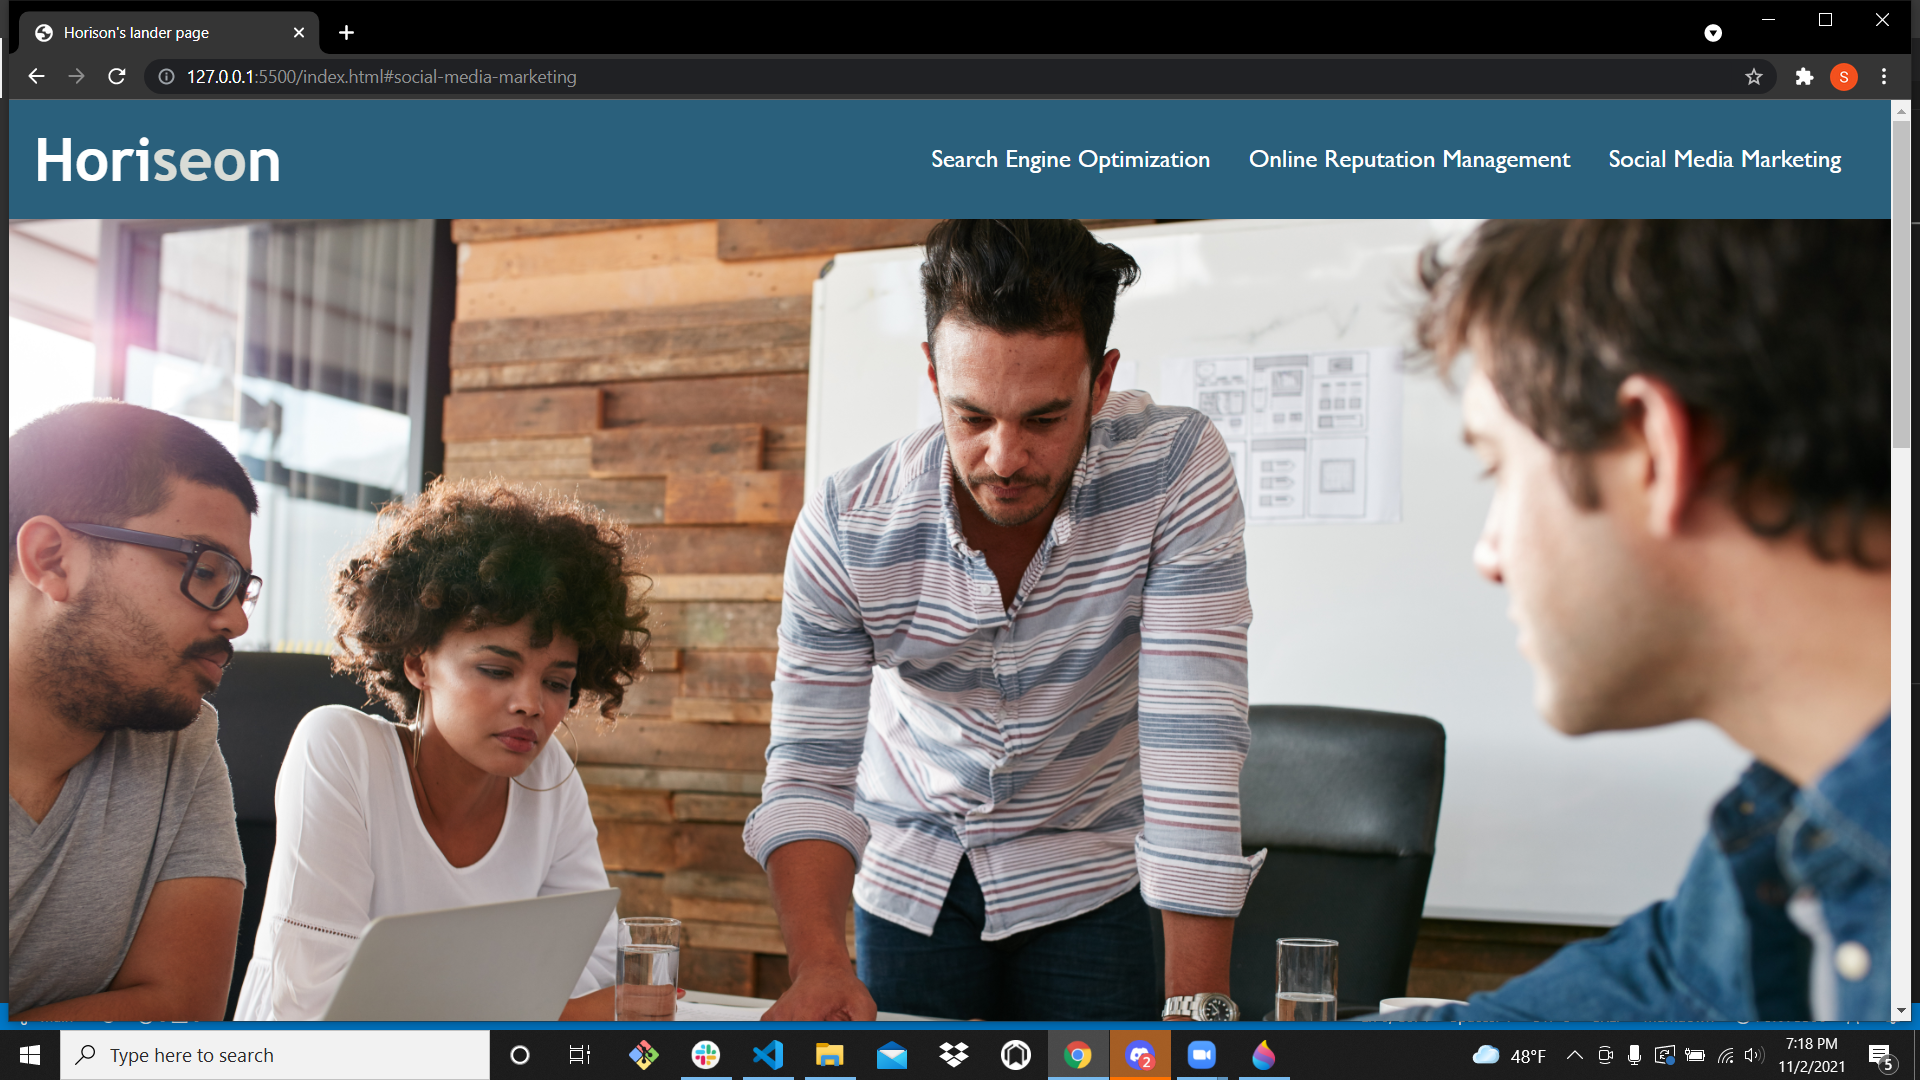 Horison's lander page
127.0.0.1:5500/index.html#social-media-marketing
S
Horiseon
Search Engine Optimization
Online Reputation Management
Social Media Marketing
Type here to search
2
48°F
7:18 PM
11/2/2021
5